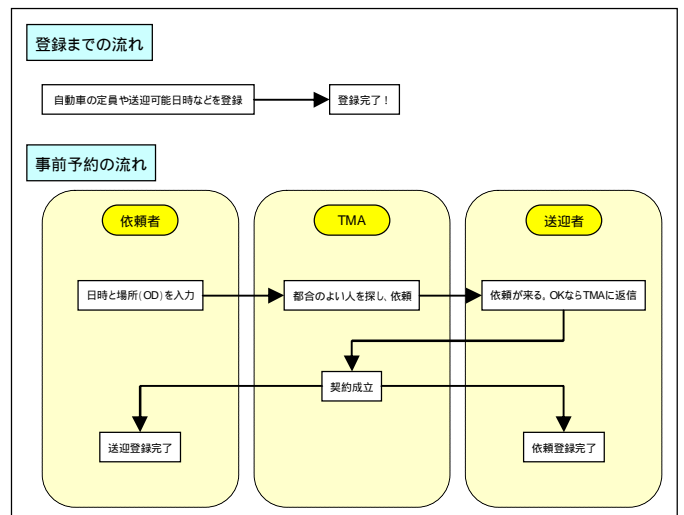 登録までの流れ
自動車の定員や送迎可能日時などを登録
登録完了！
事前予約の流れ
依頼者
TMA
送迎者
日時と場所(OD)を入力
都合のよい人を探し、依頼
依頼が来る。OKならTMAに返信
契約成立
送迎登録完了
依頼登録完了